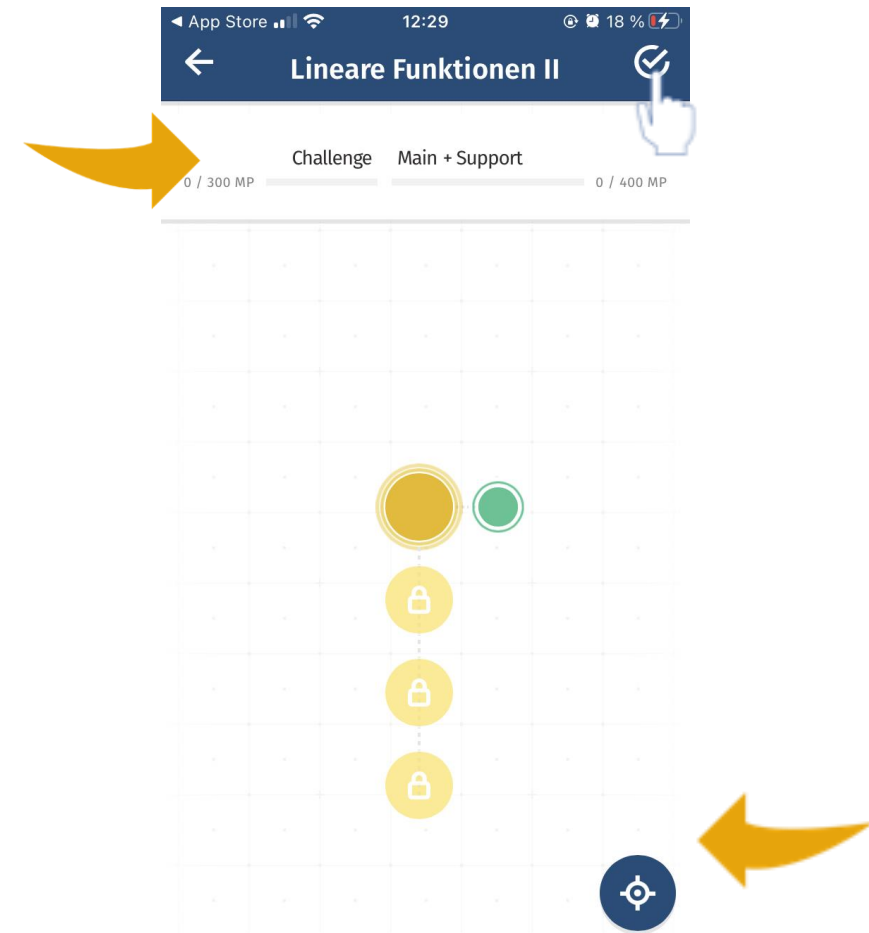 ◀ App Store 12:29 18 %
Lineare Funktionen II
Challenge Main + Support
0 / 300 MP 0 / 400 MP